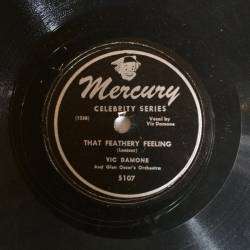 Mercury
CELEBRITY SERIES
Vocal by
Vic Damone
THAT FEATHERY FEELING
VIC DAMONE
And Glen Osser's Orchestra
5107